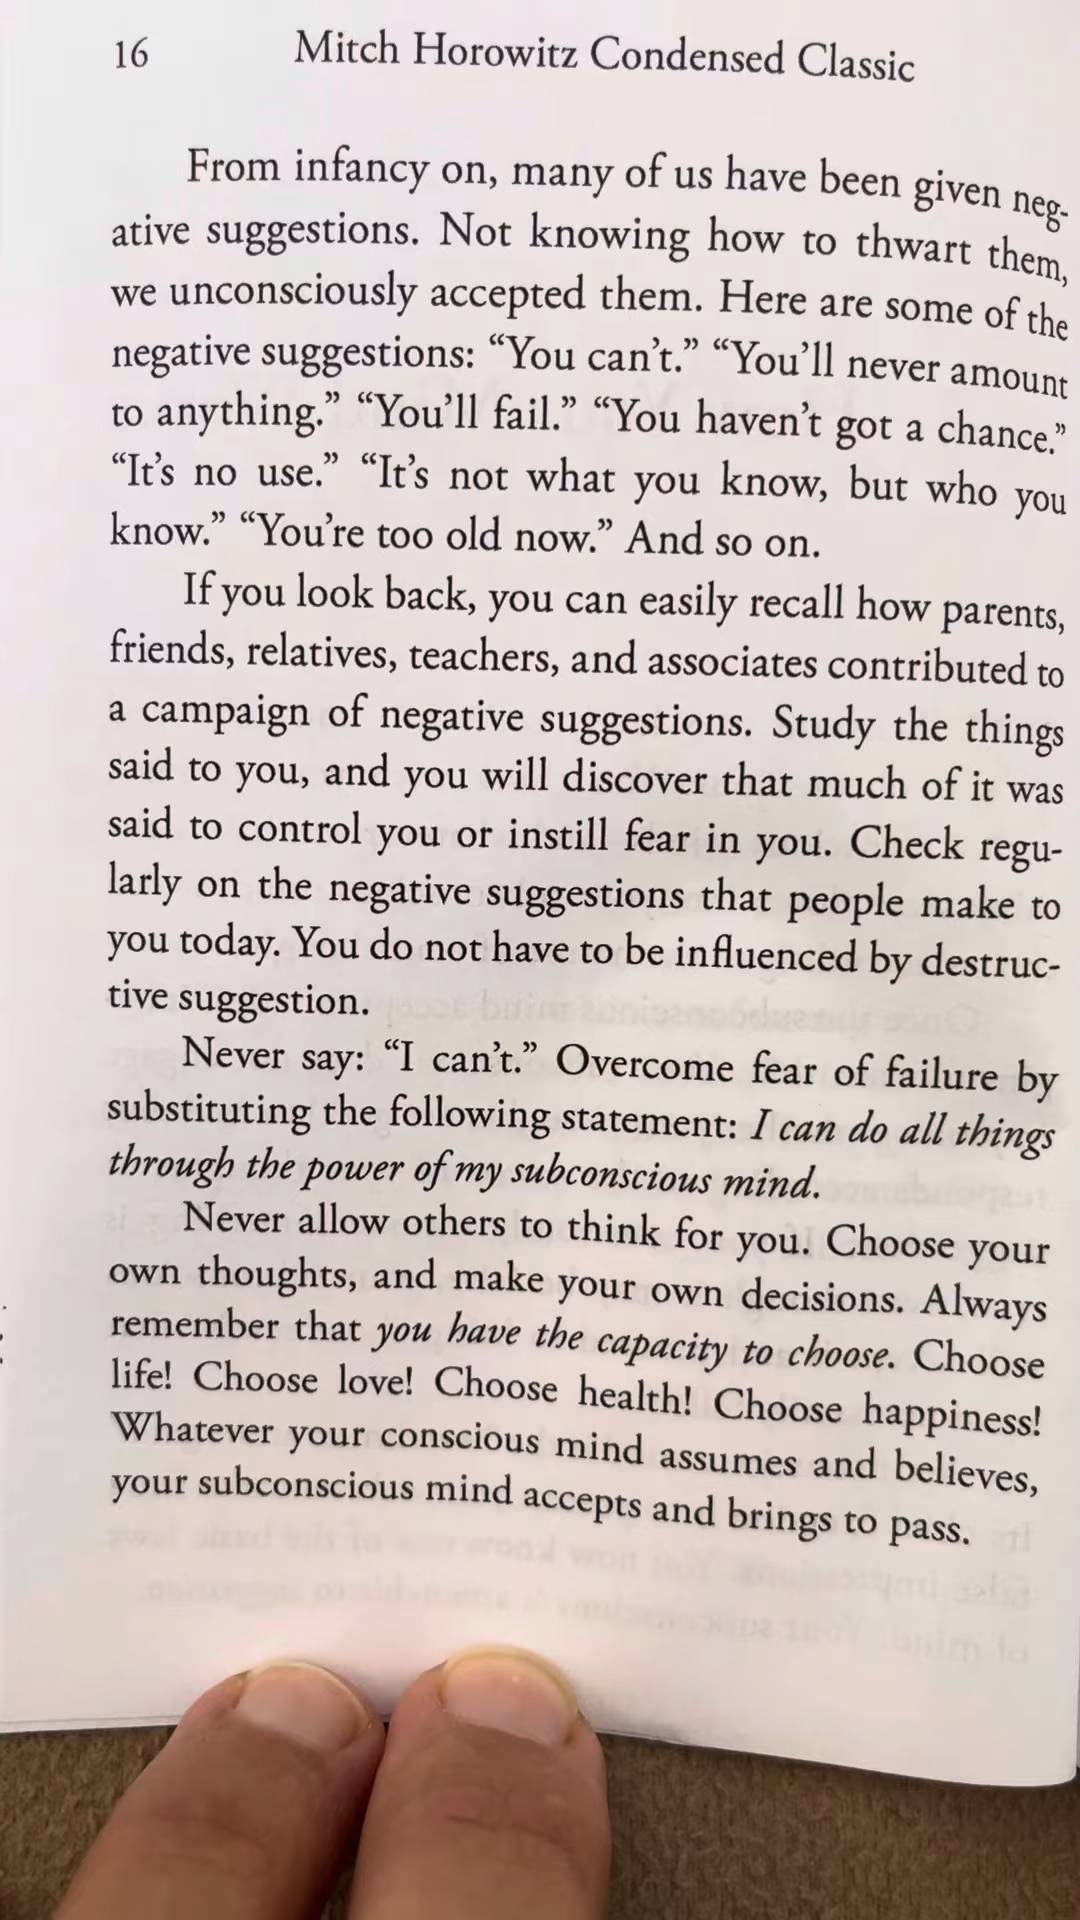 16 Mitch Horowitz Condensed Classic
From infancy on, many of us have been given neg-
ative suggestions. Not knowing how to thwart them,
we unconsciously accepted them. Here are some of the
negative suggestions: “You can’t.” “You’ll never amount
to anything.” “You’ll fail.” “You haven’t got a chance.”
“It’s no use.” “It’s not what you know, but who you
know.” “You’re too old now.” And so on.
If you look back, you can easily recall how parents,
friends, relatives, teachers, and associates contributed to
a campaign of negative suggestions. Study the things
said to you, and you will discover that much of it was
said to control you or instill fear in you. Check regu-
larly on the negative suggestions that people make to
you today. You do not have to be influenced by destruc-
tive suggestion.
Never say: “I can’t.” Overcome fear of failure by
substituting the following statement: I can do all things
through the power of my subconscious mind.
Never allow others to think for you. Choose your
own thoughts, and make your own decisions. Always
remember that you have the capacity to choose. Choose
life! Choose love! Choose health! Choose happiness!
Whatever your conscious mind assumes and believes,
your subconscious mind accepts and brings to pass.